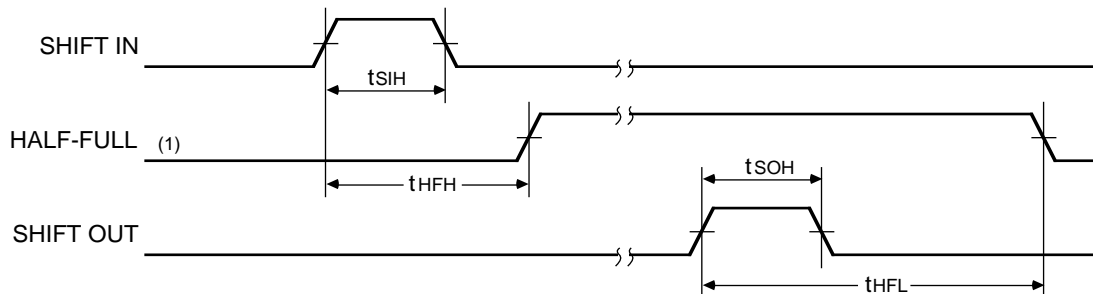 SHIFT IN
tSIH
HALF-FULL (1)
tHFH
tSOH
SHIFT OUT
tHFL